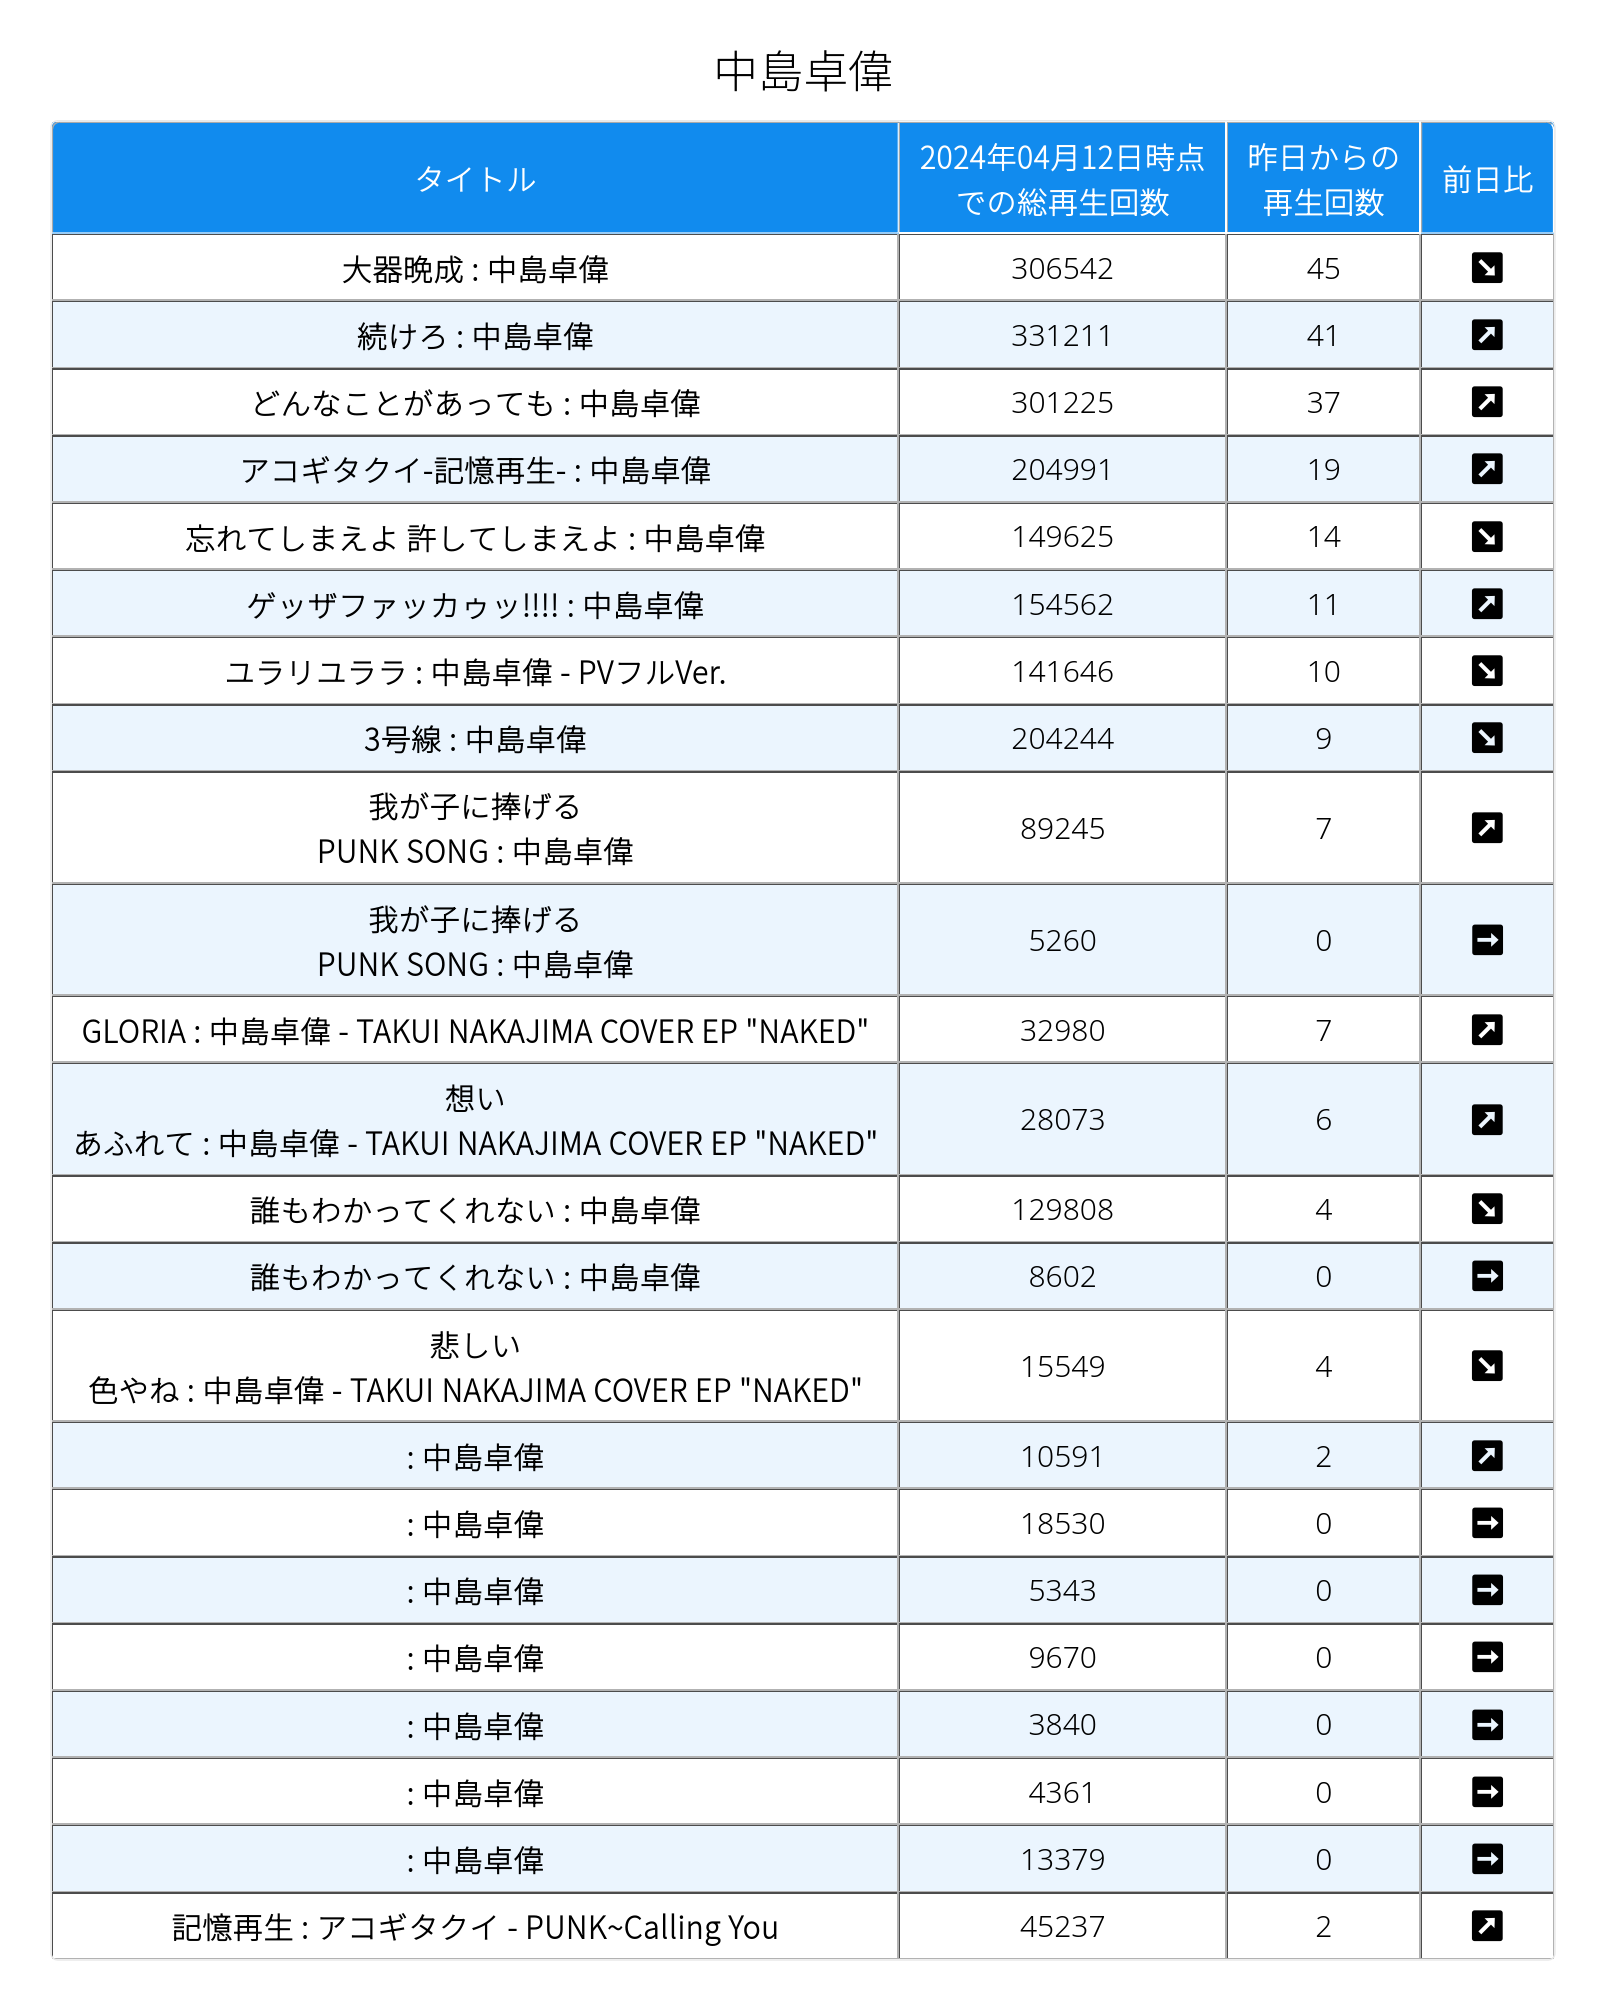 中島卓偉
タイトル
2024年04月12日時点
での総再生回数
昨日からの
再生回数
前日比
大器晩成 : 中島卓偉 306542 45
続けろ : 中島卓偉 331211 41
どんなことがあっても : 中島卓偉 301225 37
アコギタクイ-記憶再生- : 中島卓偉 204991 19
忘れてしまえよ 許してしまえよ : 中島卓偉 149625 14
ゲッザファッカゥッ!!!! : 中島卓偉 154562 11
ユラリユララ : 中島卓偉 - PVフルVer. 141646 10
3号線 : 中島卓偉 204244 9
我が子に捧げる
PUNK SONG : 中島卓偉 89245 7
我が子に捧げる
PUNK SONG : 中島卓偉 5260 0
GLORIA : 中島卓偉 - TAKUI NAKAJIMA COVER EP "NAKED" 32980 7
想い
あふれて : 中島卓偉 - TAKUI NAKAJIMA COVER EP "NAKED" 28073 6
誰もわかってくれない : 中島卓偉 129808 4
誰もわかってくれない : 中島卓偉 8602 0
悲しい
色やね : 中島卓偉 - TAKUI NAKAJIMA COVER EP "NAKED" 15549 4
: 中島卓偉 10591 2
: 中島卓偉 18530 0
: 中島卓偉 5343 0
: 中島卓偉 9670 0
: 中島卓偉 3840 0
: 中島卓偉 4361 0
: 中島卓偉 13379 0
記憶再生 : アコギタクイ - PUNK~Calling You 45237 2